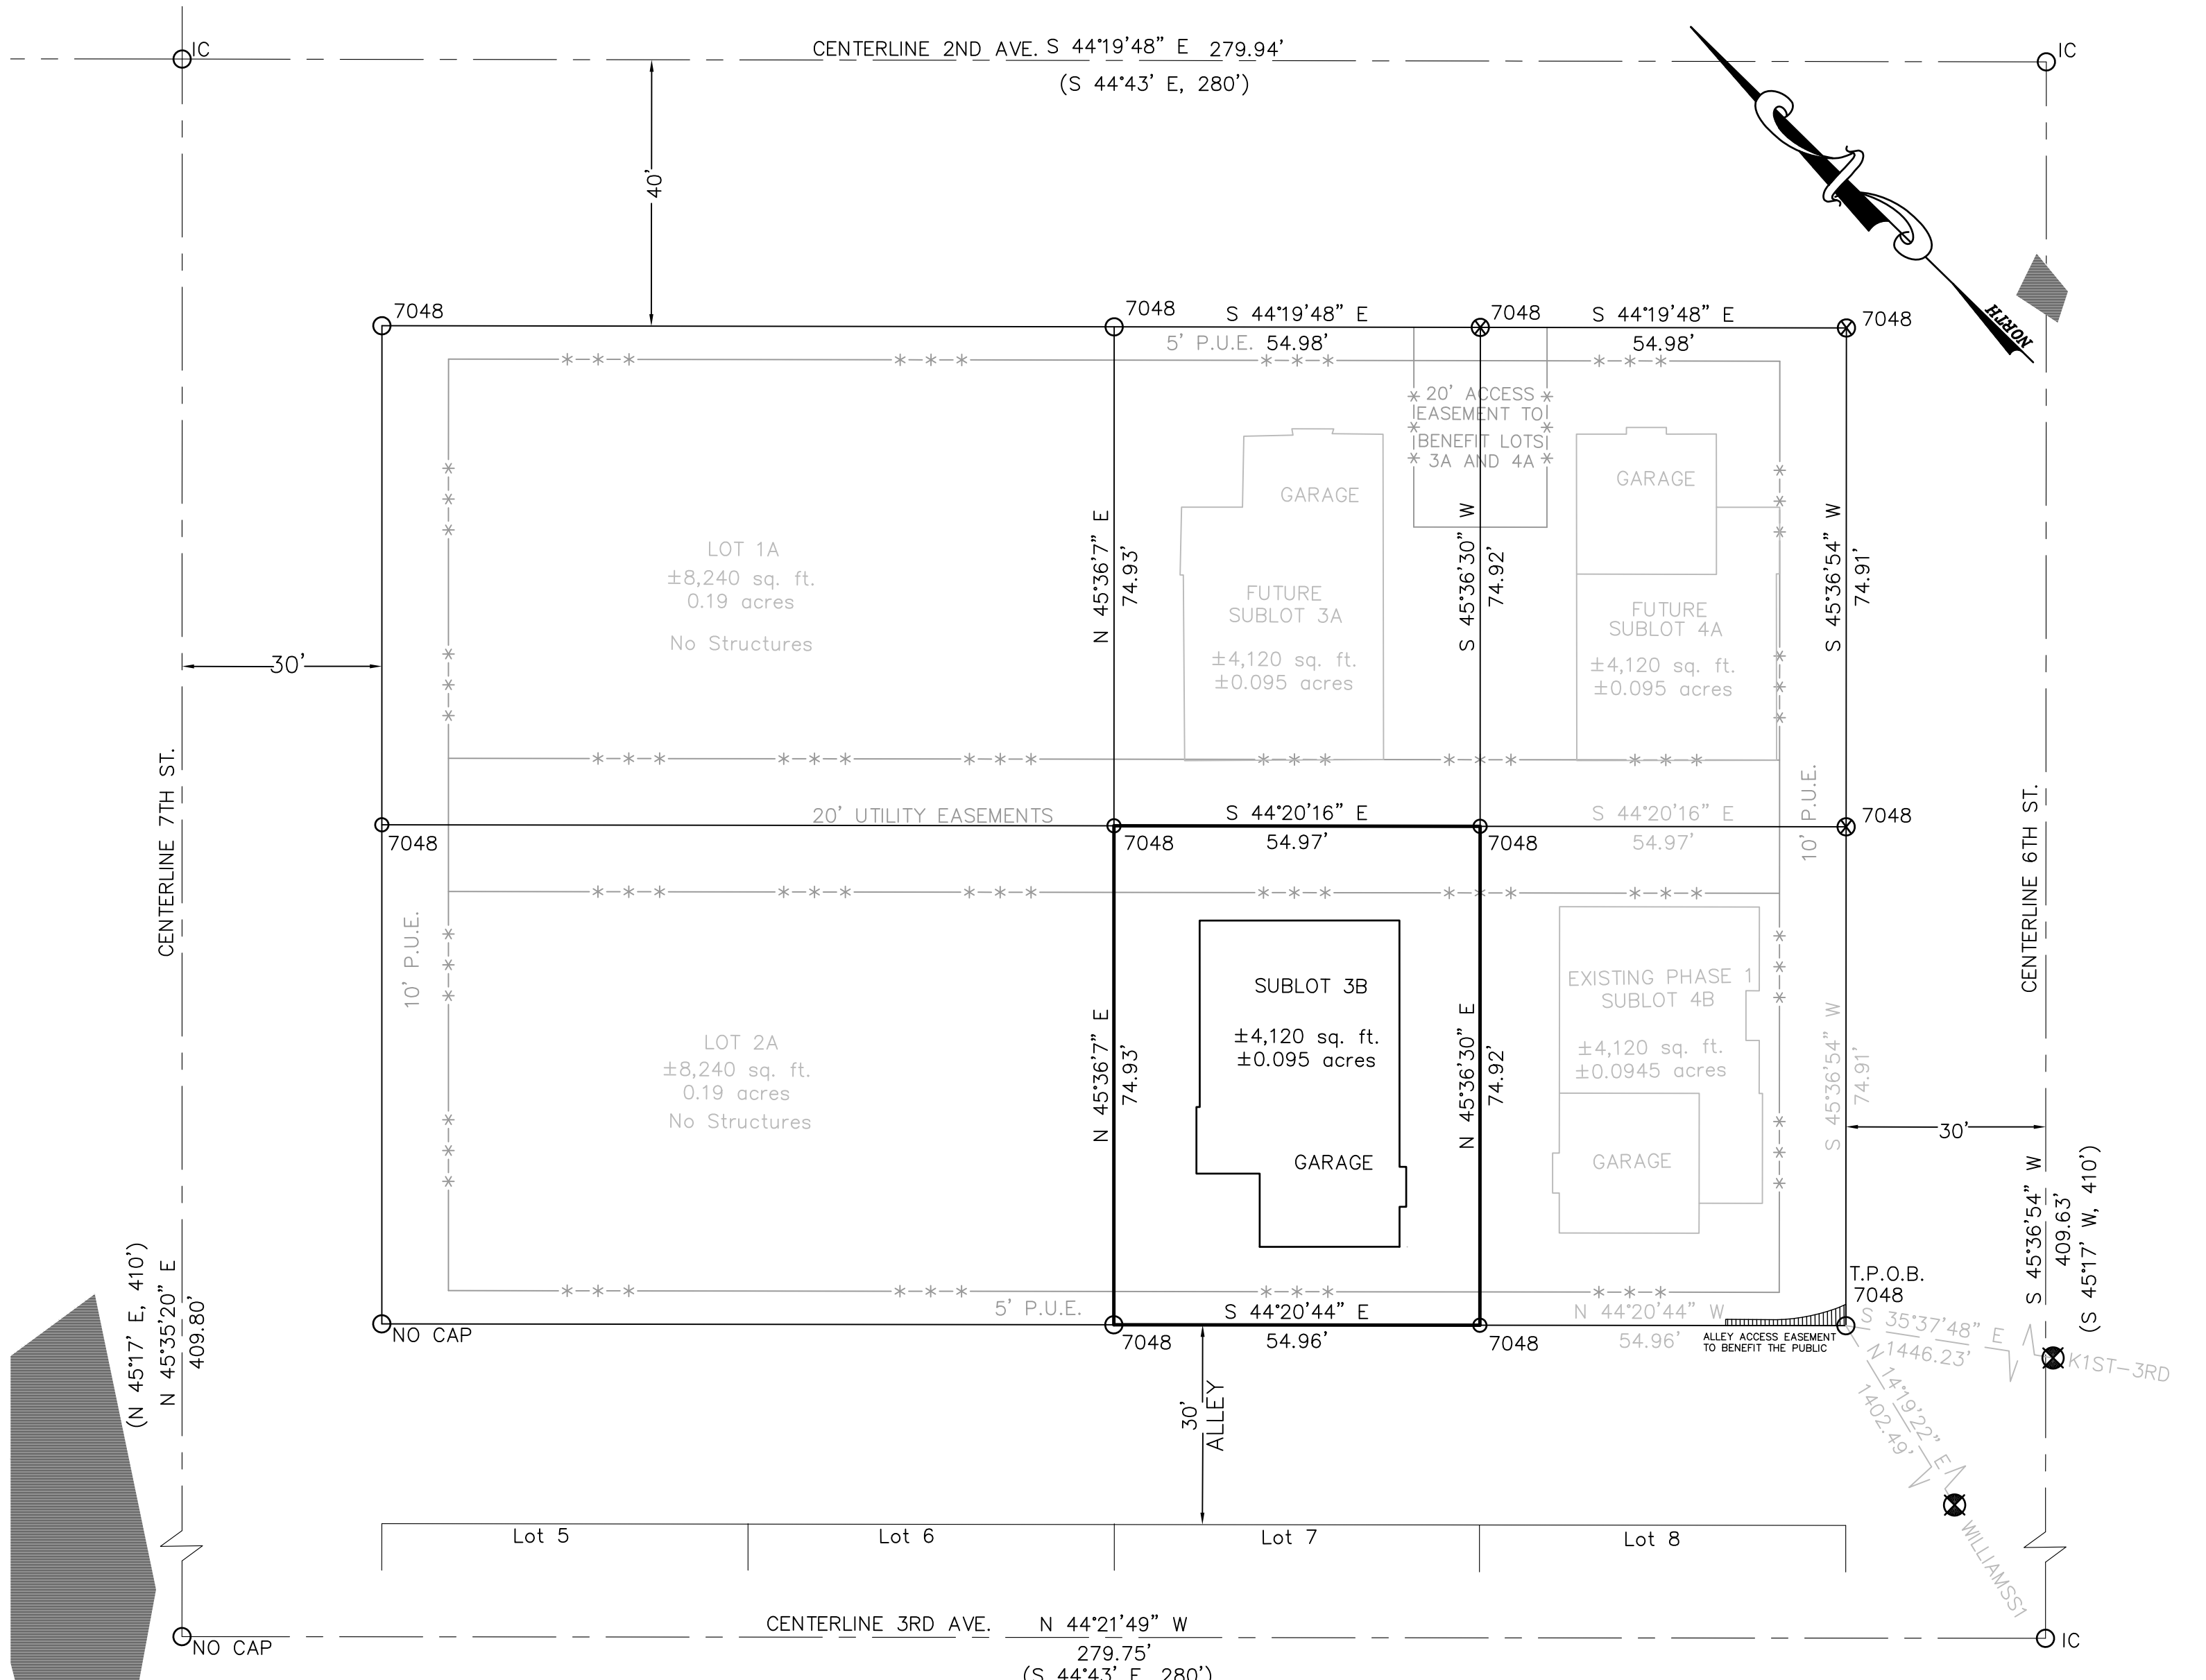 IC
CENTERLINE 2ND AVE. S 44°19'48" E 279.94'
(S 44°43' E, 280')
IC
40'
NORTH
7048
7048
S 44°19'48" E
7048
S 44°19'48" E
7048
5' P.U.E. 54.98'
54.98'
20' ACCESS
EASEMENT TO
BENEFIT LOTS
3A AND 4A
GARAGE
GARAGE
N 45°36'7" E
74.93'
S 45°36'30" W
74.92'
S 45°36'54" W
74.91'
LOT 1A
±8,240 sq. ft.
0.19 acres
No Structures
FUTURE
SUBLOT 3A
±4,120 sq. ft.
±0.095 acres
FUTURE
SUBLOT 4A
±4,120 sq. ft.
±0.095 acres
30'
CENTERLINE 7TH ST.
CENTERLINE 6TH ST.
20' UTILITY EASEMENTS
S 44°20'16" E
S 44°20'16" E
7048
7048
7048
54.97'
7048
54.97'
10' P.U.E.
10' P.U.E.
LOT 2A
±8,240 sq. ft.
0.19 acres
No Structures
N 45°36'7" E
74.93'
SUBLOT 3B
±4,120 sq. ft.
±0.095 acres
GARAGE
N 45°36'30" E
74.92'
EXISTING PHASE 1
SUBLOT 4B
±4,120 sq. ft.
±0.0945 acres
GARAGE
S 45°36'54" W
74.91'
30'
(N 45°17' E, 410')
N 45°35'20" E
409.80'
S 45°36'54" W
409.63'
(S 45°17' W, 410')
T.P.O.B.
7048
5' P.U.E.
S 44°20'44" E
N 44°20'44" W
NO CAP
7048
54.96'
7048
54.96'
ALLEY ACCESS EASEMENT
TO BENEFIT THE PUBLIC
S 35°37'48" E
1446.23'
K1ST-3RD
N 14°19'22" E
1402.49'
WILLIAMSS1
30'
ALLEY
Lot 5
Lot 6
Lot 7
Lot 8
CENTERLINE 3RD AVE. N 44°21'49" W
NO CAP
279.75'
IC
(S 44°43' E, 280')